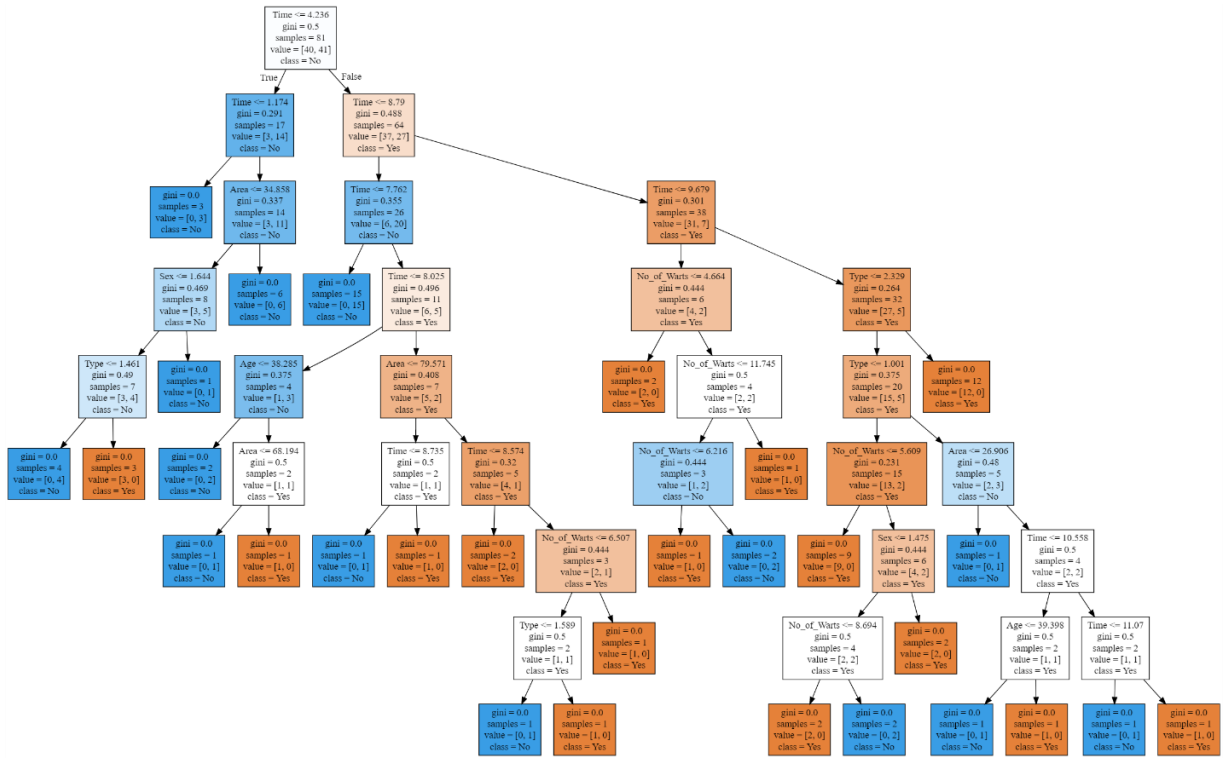 Time <= 4.236
gini = 0.5
samples = 81
value = [40, 41]
class = No
True
False
Time <= 1.174
gini = 0.291
samples = 17
value = [3, 14]
class = No
Time <= 8.79
gini = 0.488
samples = 64
value = [37, 27]
class = Yes
gini = 0.0
samples = 3
value = [0, 3]
class = No
Area <= 34.858
gini = 0.337
samples = 14
value = [3, 11]
class = No
Time <= 7.762
gini = 0.355
samples = 26
value = [6, 20]
class = No
Time <= 9.679
gini = 0.301
samples = 38
value = [31, 7]
class = Yes
Sex <= 1.644
gini = 0.469
samples = 8
value = [3, 5]
class = No
gini = 0.0
samples = 6
value = [0, 6]
class = No
gini = 0.0
samples = 15
value = [0, 15]
class = No
Time <= 8.025
gini = 0.496
samples = 11
value = [6, 5]
class = Yes
No_of_Warts <= 4.664
gini = 0.444
samples = 6
value = [4, 2]
class = Yes
Type <= 2.329
gini = 0.264
samples = 32
value = [27, 5]
class = Yes
Type <= 1.461
gini = 0.49
samples = 7
value = [3, 4]
class = No
gini = 0.0
samples = 1
value = [0, 1]
class = No
Age <= 38.285
gini = 0.375
samples = 4
value = [1, 3]
class = No
Area <= 79.571
gini = 0.408
samples = 7
value = [5, 2]
class = Yes
gini = 0.0
samples = 2
value = [2, 0]
class = Yes
No_of_Warts <= 11.745
gini = 0.5
samples = 4
value = [2, 2]
class = Yes
Type <= 1.001
gini = 0.375
samples = 20
value = [15, 5]
class = Yes
gini = 0.0
samples = 12
value = [12, 0]
class = Yes
gini = 0.0
samples = 4
value = [0, 4]
class = No
gini = 0.0
samples = 3
value = [3, 0]
class = Yes
gini = 0.0
samples = 2
value = [0, 2]
class = No
Area <= 68.194
gini = 0.5
samples = 2
value = [1, 1]
class = Yes
Time <= 8.735
gini = 0.5
samples = 2
value = [1, 1]
class = Yes
Time <= 8.574
gini = 0.32
samples = 5
value = [4, 1]
class = Yes
No_of_Warts <= 6.216
gini = 0.444
samples = 3
value = [1, 2]
class = No
gini = 0.0
samples = 1
value = [1, 0]
class = Yes
No_of_Warts <= 5.609
gini = 0.231
samples = 15
value = [13, 2]
class = Yes
Area <= 26.906
gini = 0.48
samples = 5
value = [2, 3]
class = No
gini = 0.0
samples = 1
value = [0, 1]
class = No
gini = 0.0
samples = 1
value = [1, 0]
class = Yes
gini = 0.0
samples = 1
value = [0, 1]
class = No
gini = 0.0
samples = 1
value = [1, 0]
class = Yes
gini = 0.0
samples = 2
value = [2, 0]
class = Yes
No_of_Warts <= 6.507
gini = 0.444
samples = 3
value = [2, 1]
class = Yes
gini = 0.0
samples = 1
value = [1, 0]
class = Yes
gini = 0.0
samples = 2
value = [0, 2]
class = No
gini = 0.0
samples = 9
value = [9, 0]
class = Yes
Sex <= 1.475
gini = 0.444
samples = 6
value = [4, 2]
class = Yes
gini = 0.0
samples = 1
value = [0, 1]
class = No
Time <= 10.558
gini = 0.5
samples = 4
value = [2, 2]
class = Yes
Type <= 1.589
gini = 0.5
samples = 2
value = [1, 1]
class = Yes
gini = 0.0
samples = 1
value = [1, 0]
class = Yes
No_of_Warts <= 8.694
gini = 0.5
samples = 4
value = [2, 2]
class = Yes
gini = 0.0
samples = 2
value = [2, 0]
class = Yes
Age <= 39.398
gini = 0.5
samples = 2
value = [1, 1]
class = Yes
Time <= 11.07
gini = 0.5
samples = 2
value = [1, 1]
class = Yes
gini = 0.0
samples = 1
value = [0, 1]
class = No
gini = 0.0
samples = 1
value = [1, 0]
class = Yes
gini = 0.0
samples = 2
value = [2, 0]
class = Yes
gini = 0.0
samples = 2
value = [0, 2]
class = No
gini = 0.0
samples = 1
value = [0, 1]
class = No
gini = 0.0
samples = 1
value = [1, 0]
class = Yes
gini = 0.0
samples = 1
value = [0, 1]
class = No
gini = 0.0
samples = 1
value = [1, 0]
class = Yes